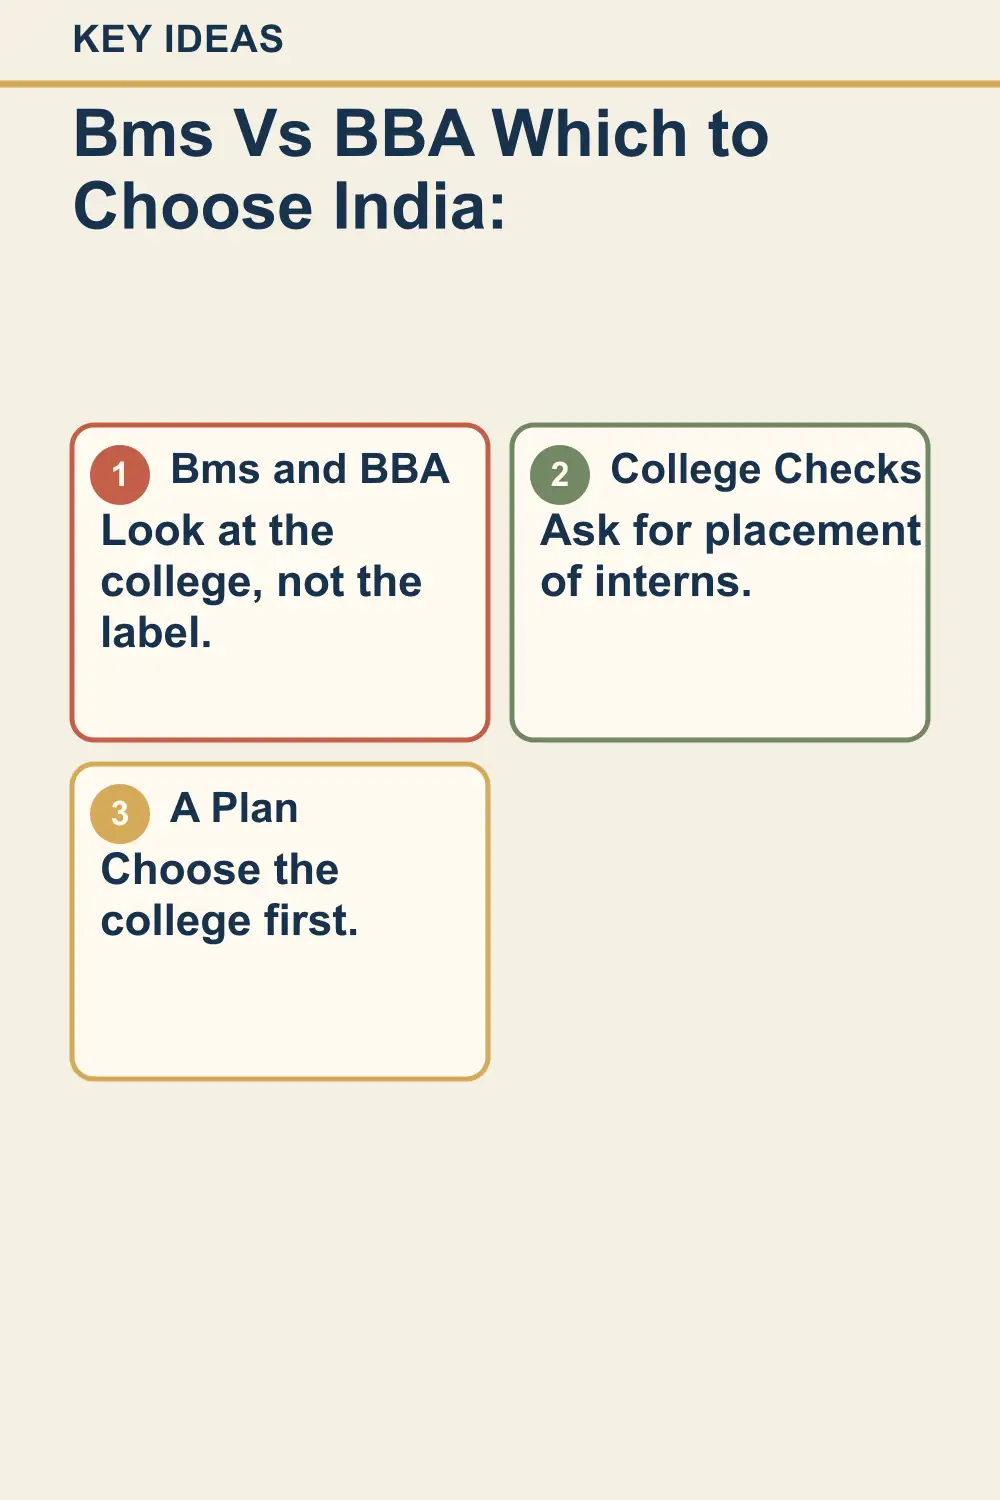 KEY IDEAS
Bms Vs BBA Which to
Choose India:
1 Bms and BBA
Look at the
college, not the
label.
2 College Checks
Ask for placement
of interns.
3 A Plan
Choose the
college first.